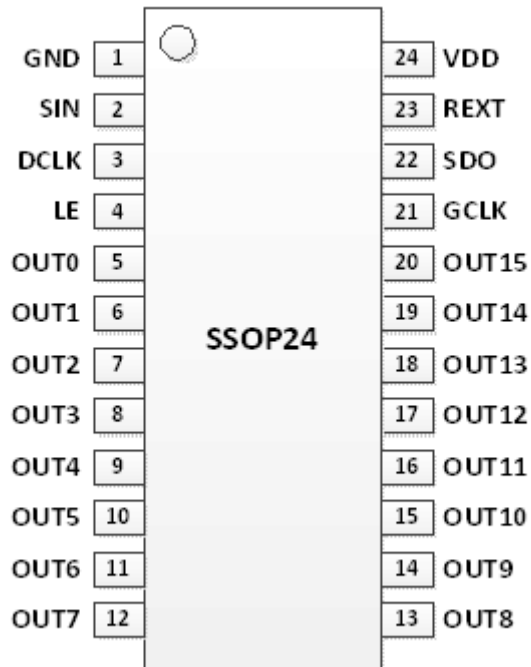 GND 1 24 VDD
SIN 2 23 REXT
DCLK 3 22 SDO
LE 4 21 GCLK
OUT0 5 20 OUT15
OUT1 6 19 OUT14
SSOP24
OUT2 7 18 OUT13
OUT3 8 17 OUT12
OUT4 9 16 OUT11
OUT5 10 15 OUT10
OUT6 11 14 OUT9
OUT7 12 13 OUT8